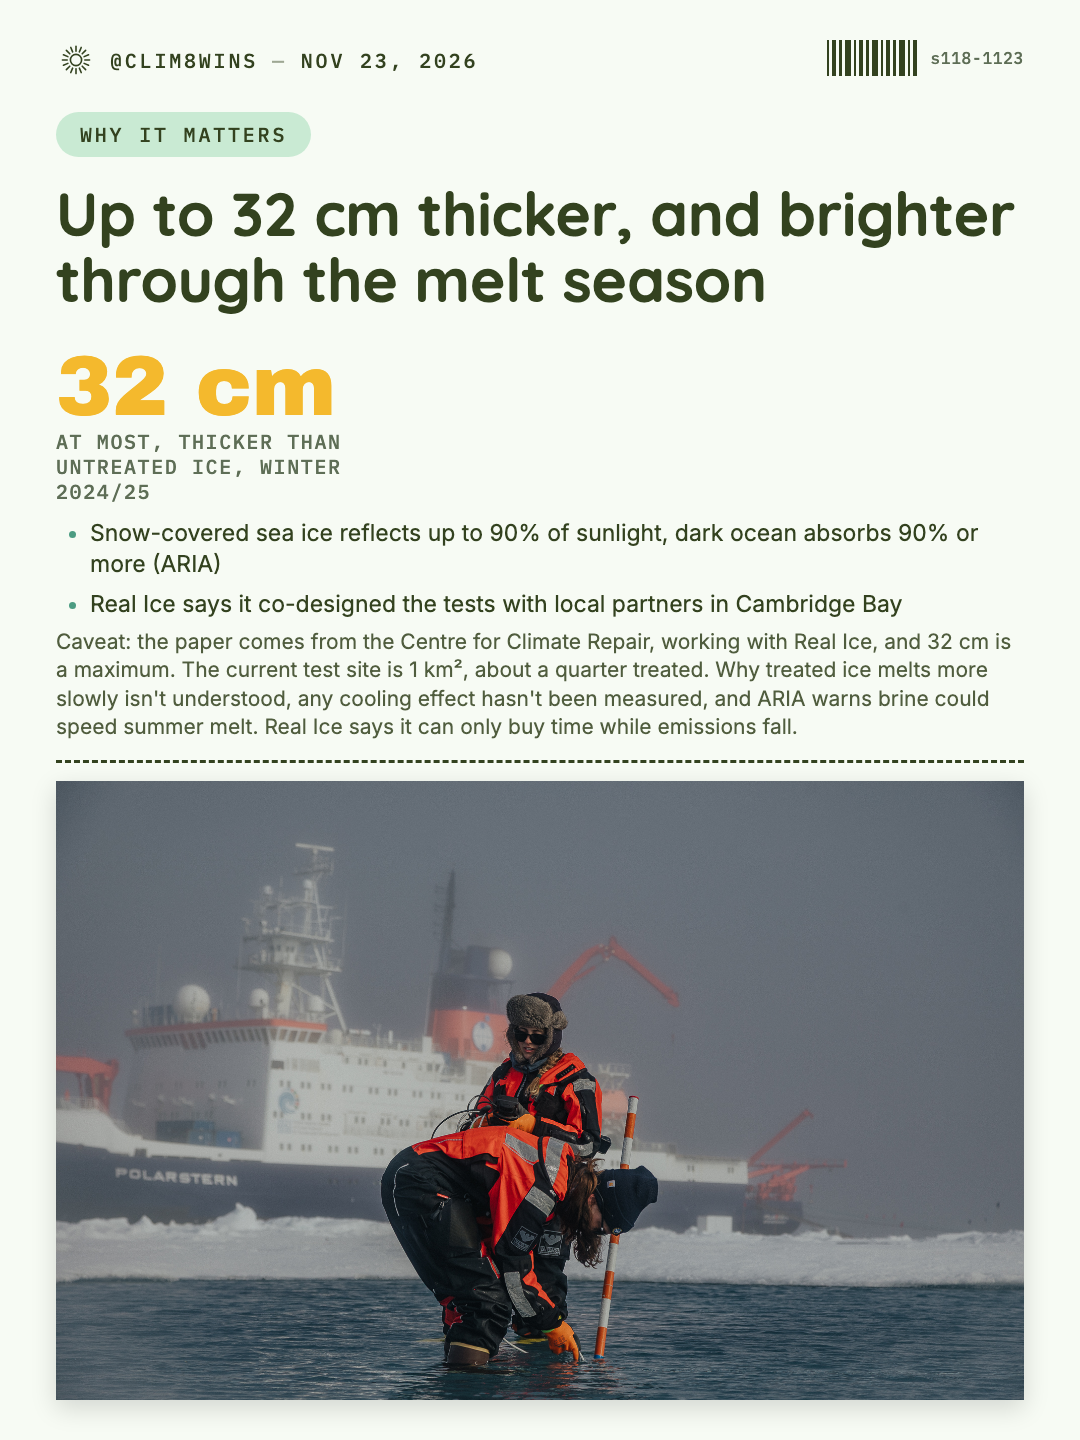 @CLIM8WINS — NOV 23, 2026
s118-1123
WHY IT MATTERS
Up to 32 cm thicker, and brighter
through the melt season
32 cm
AT MOST, THICKER THAN
UNTREATED ICE, WINTER
2024/25
• Snow-covered sea ice reflects up to 90% of sunlight, dark ocean absorbs 90% or
more (ARIA)
• Real Ice says it co-designed the tests with local partners in Cambridge Bay
Caveat: the paper comes from the Centre for Climate Repair, working with Real Ice, and 32 cm is
a maximum. The current test site is 1 km², about a quarter treated. Why treated ice melts more
slowly isn't understood, any cooling effect hasn't been measured, and ARIA warns brine could
speed summer melt. Real Ice says it can only buy time while emissions fall.
POLARSTERN